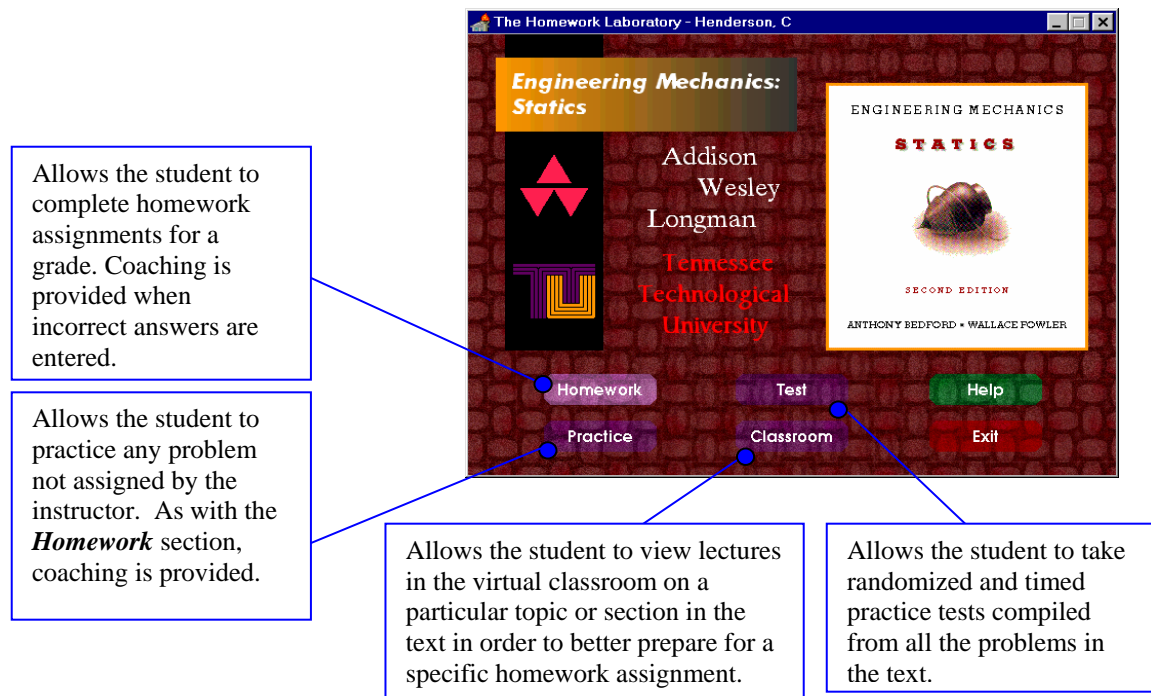 The Homework Laboratory - Henderson, C
Engineering Mechanics:
Statics
Addison
Wesley
Longman
Tennessee
Technological
University
ENGINEERING MECHANICS
STATICS
SECOND EDITION
ANTHONY BEDFORD • WALLACE FOWLER
Homework
Test
Help
Practice
Classroom
Exit
Allows the student to
complete homework
assignments for a
grade. Coaching is
provided when
incorrect answers are
entered.
Allows the student to
practice any problem
not assigned by the
instructor.  As with the
Homework section,
coaching is provided.
Allows the student to view lectures
in the virtual classroom on a
particular topic or section in the
text in order to better prepare for a
specific homework assignment.
Allows the student to take
randomized and timed
practice tests compiled
from all the problems in
the text.